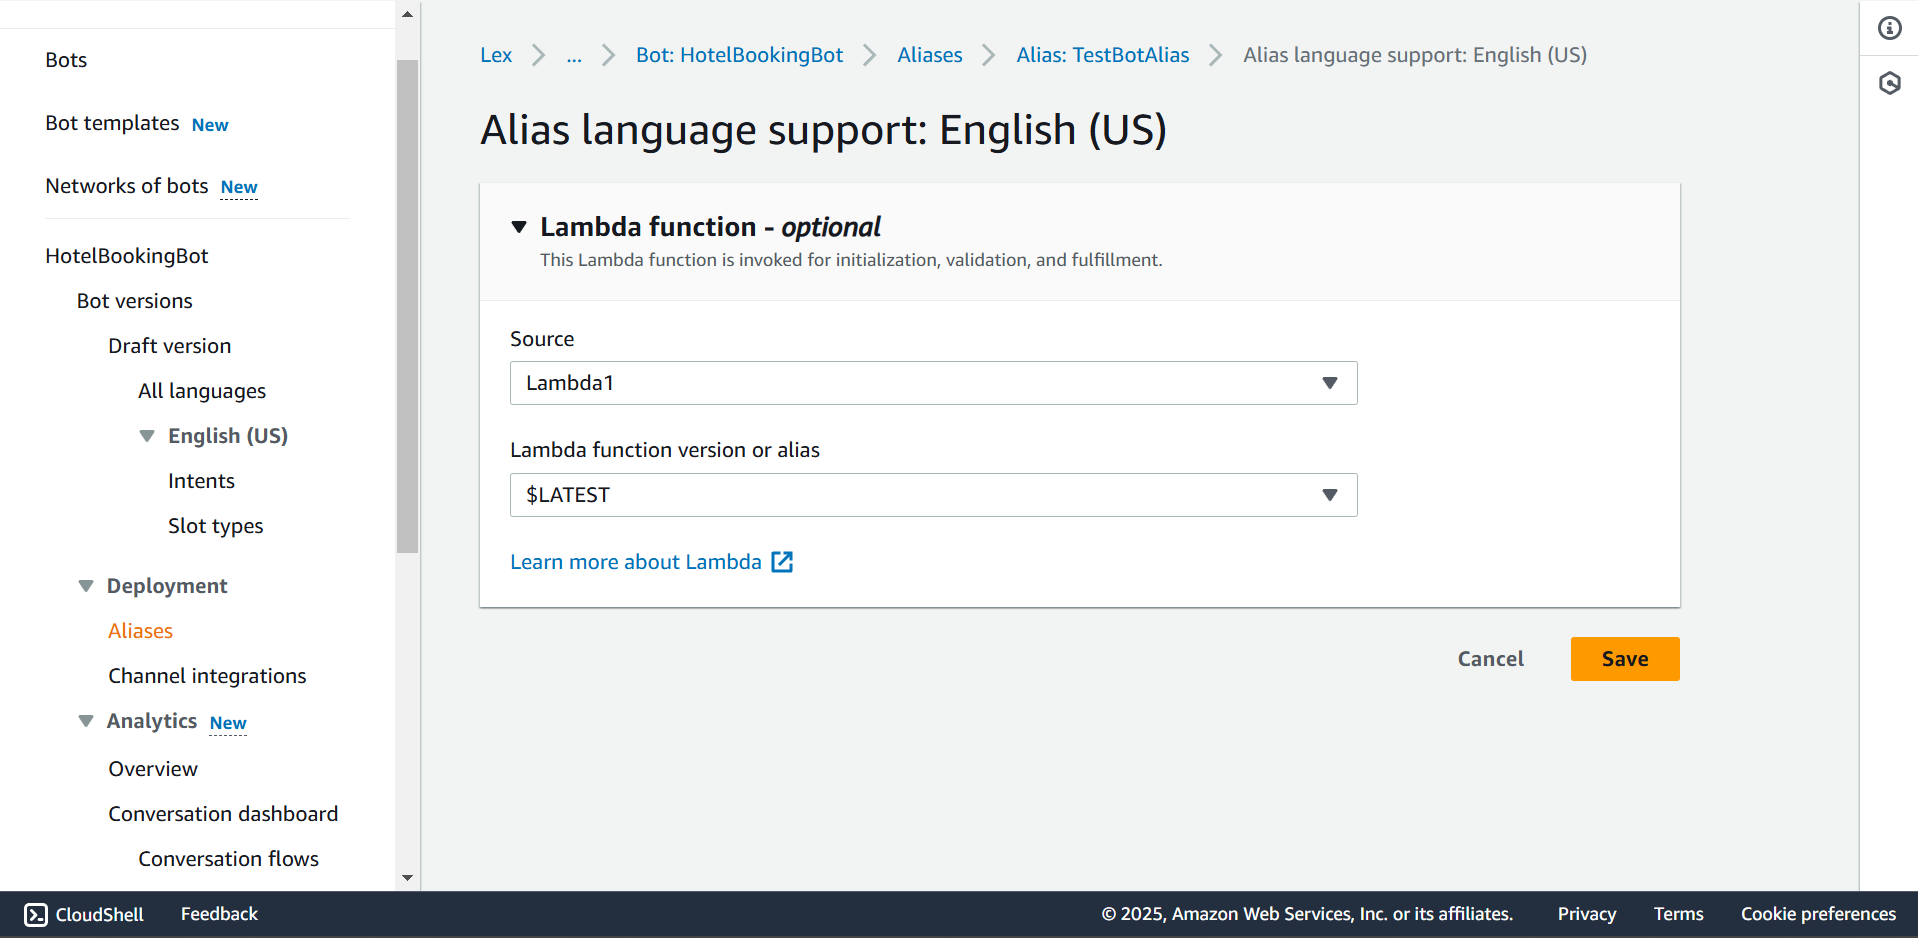 Bots
Bot templates New
Networks of bots New
HotelBookingBot
Bot versions
Draft version
All languages
English (US)
Intents
Slot types
Deployment
Aliases
Channel integrations
Analytics New
Overview
Conversation dashboard
Conversation flows
Lex ... Bot: HotelBookingBot Aliases Alias: TestBotAlias Alias language support: English (US)
Alias language support: English (US)
Lambda function - optional
This Lambda function is invoked for initialization, validation, and fulfillment.
Source
Lambda1
Lambda function version or alias
$LATEST
Learn more about Lambda
Cancel Save
CloudShell Feedback © 2025, Amazon Web Services, Inc. or its affiliates. Privacy Terms Cookie preferences